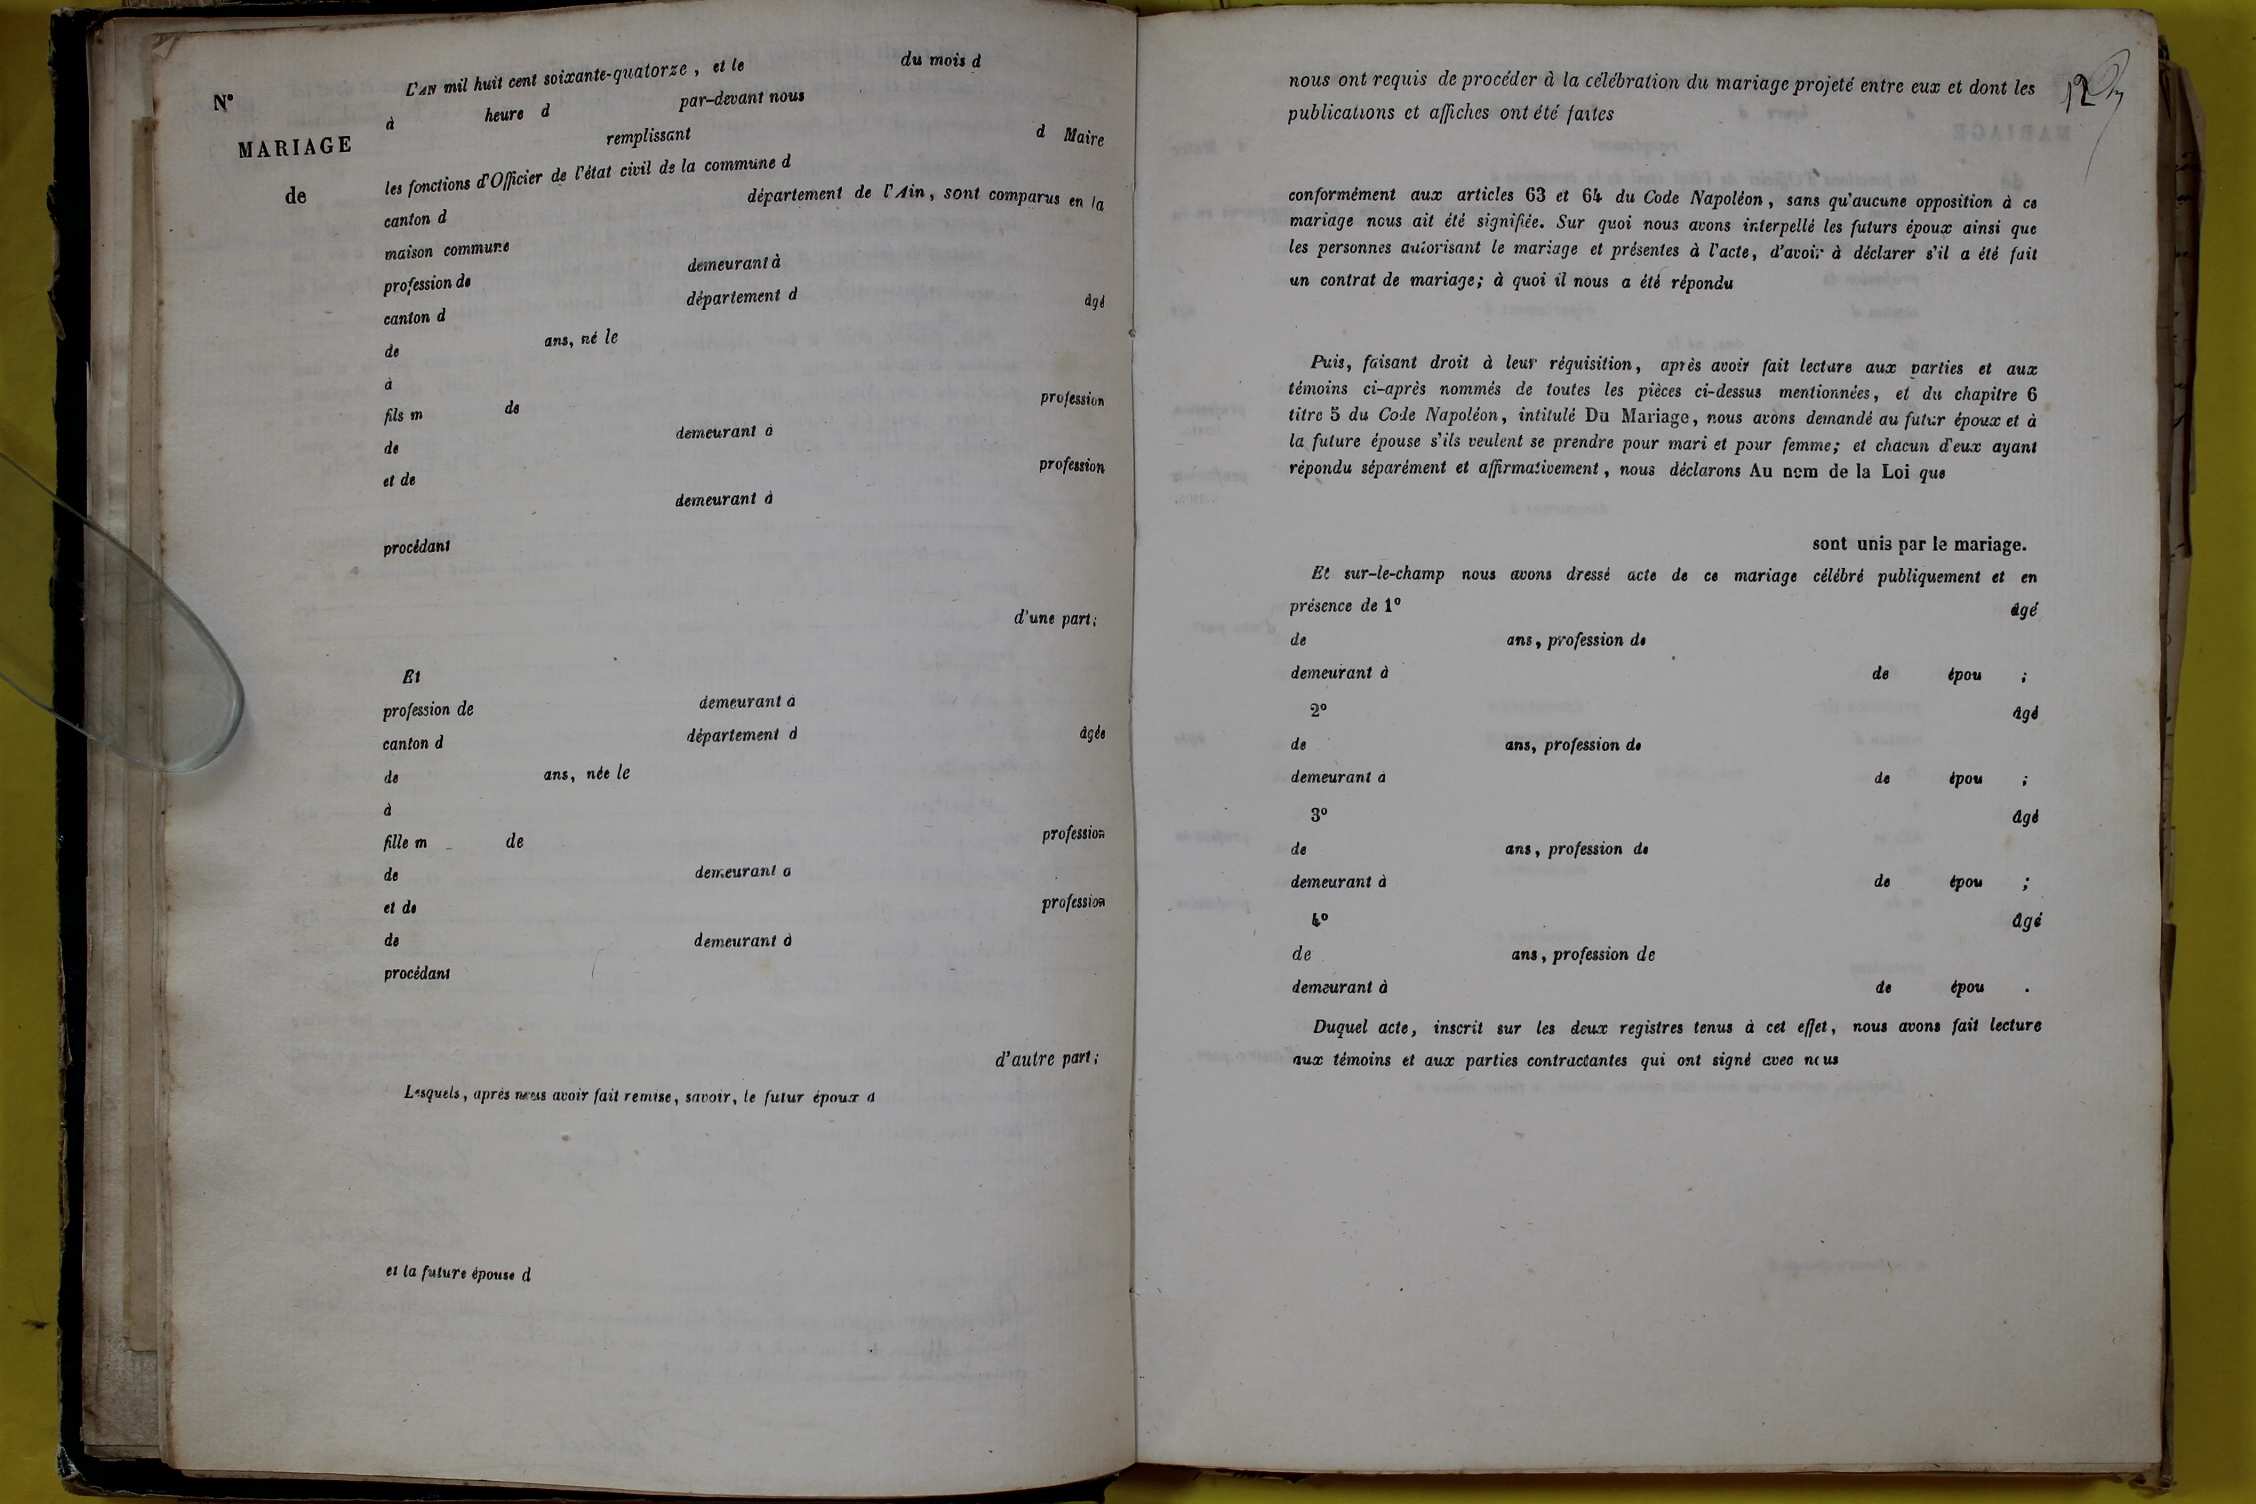 N°
MARIAGE
de
L'AN mil huit cent soixante-quatorze, et le du mois d
à heure d par-devant nous
remplissant d Maire
les fonctions d'Officier de l'état civil de la commune d
canton d département de l'Ain, sont comparus en la
maison commune
profession de demeurant à
canton d département d âgé
de ans, né le
à
fils m de profession
de demeurant à
et de profession
demeurant à
procédant
d'une part;
Et
profession de demeurant à
canton d département d âgée
de ans, née le
à
fille m de profession
de demeurant à
et de profession
de demeurant à
procédant
d'autre part;
Lesquels, après nous avoir fait remise, savoir, le futur époux d
et la future épouse d
12
nous ont requis de procéder à la célébration du mariage projeté entre eux et dont les
publications et affiches ont été faites
conformément aux articles 63 et 64 du Code Napoléon, sans qu'aucune opposition à ce
mariage nous ait été signifiée. Sur quoi nous avons interpellé les futurs époux ainsi que
les personnes autorisant le mariage et présentes à l'acte, d'avoir à déclarer s'il a été fait
un contrat de mariage; à quoi il nous a été répondu
Puis, faisant droit à leur réquisition, après avoir fait lecture aux parties et aux
témoins ci-après nommés de toutes les pièces ci-dessus mentionnées, et du chapitre 6
titre 5 du Code Napoléon, intitulé Du Mariage, nous avons demandé au futur époux et à
la future épouse s'ils veulent se prendre pour mari et pour femme; et chacun d'eux ayant
répondu séparément et affirmativement, nous déclarons Au nom de la Loi que
sont unis par le mariage.
Et sur-le-champ nous avons dressé acte de ce mariage célébré publiquement et en
présence de 1° âgé
de ans, profession de
demeurant à de épou ;
2° âgé
de ans, profession de
demeurant à de épou ;
3° âgé
de ans, profession de
demeurant à de épou ;
4° âgé
de ans, profession de
demeurant à de épou .
Duquel acte, inscrit sur les deux registres tenus à cet effet, nous avons fait lecture
aux témoins et aux parties contractantes qui ont signé avec nous